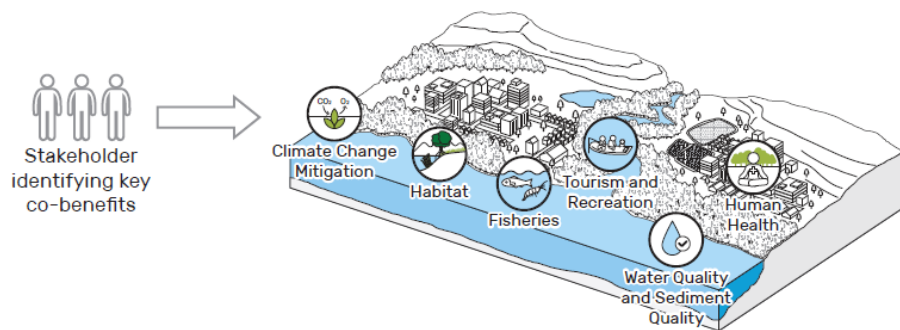 Stakeholder
identifying key
co-benefits
CO₂ O₂
Climate Change
Mitigation
Habitat
Fisheries
Tourism and
Recreation
Human
Health
Water Quality
and Sediment
Quality